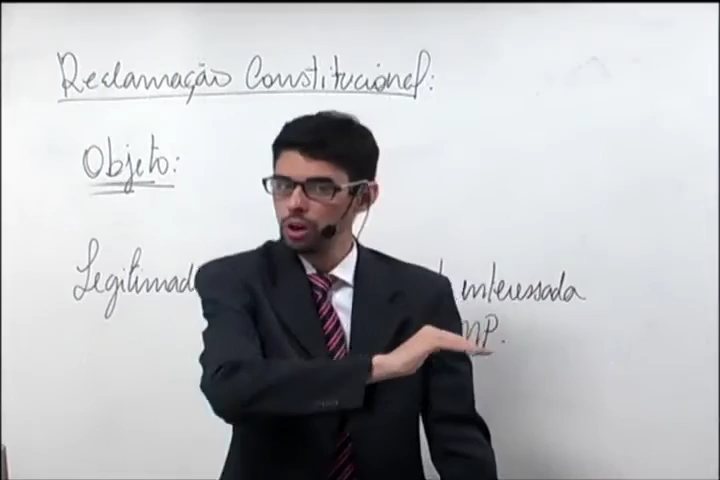 Reclamação Constitucional:
Objeto:
Legitimad interessada
MP.